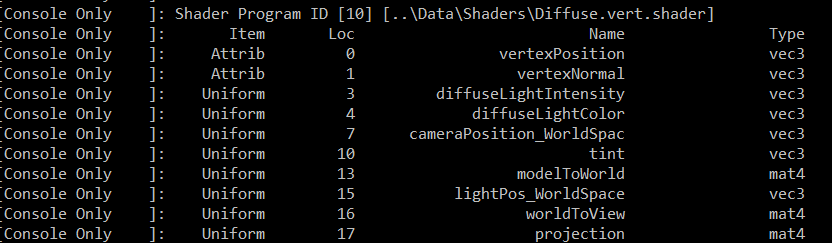 [Console Only    ]: Shader Program ID [10] [..\Data\Shaders\Diffuse.vert.shader]
[Console Only    ]: Item Loc Name Type
[Console Only    ]: Attrib 0 vertexPosition vec3
[Console Only    ]: Attrib 1 vertexNormal vec3
[Console Only    ]: Uniform 3 diffuseLightIntensity vec3
[Console Only    ]: Uniform 4 diffuseLightColor vec3
[Console Only    ]: Uniform 7 cameraPosition_WorldSpac vec3
[Console Only    ]: Uniform 10 tint vec3
[Console Only    ]: Uniform 13 modelToWorld mat4
[Console Only    ]: Uniform 15 lightPos_WorldSpace vec3
[Console Only    ]: Uniform 16 worldToView mat4
[Console Only    ]: Uniform 17 projection mat4